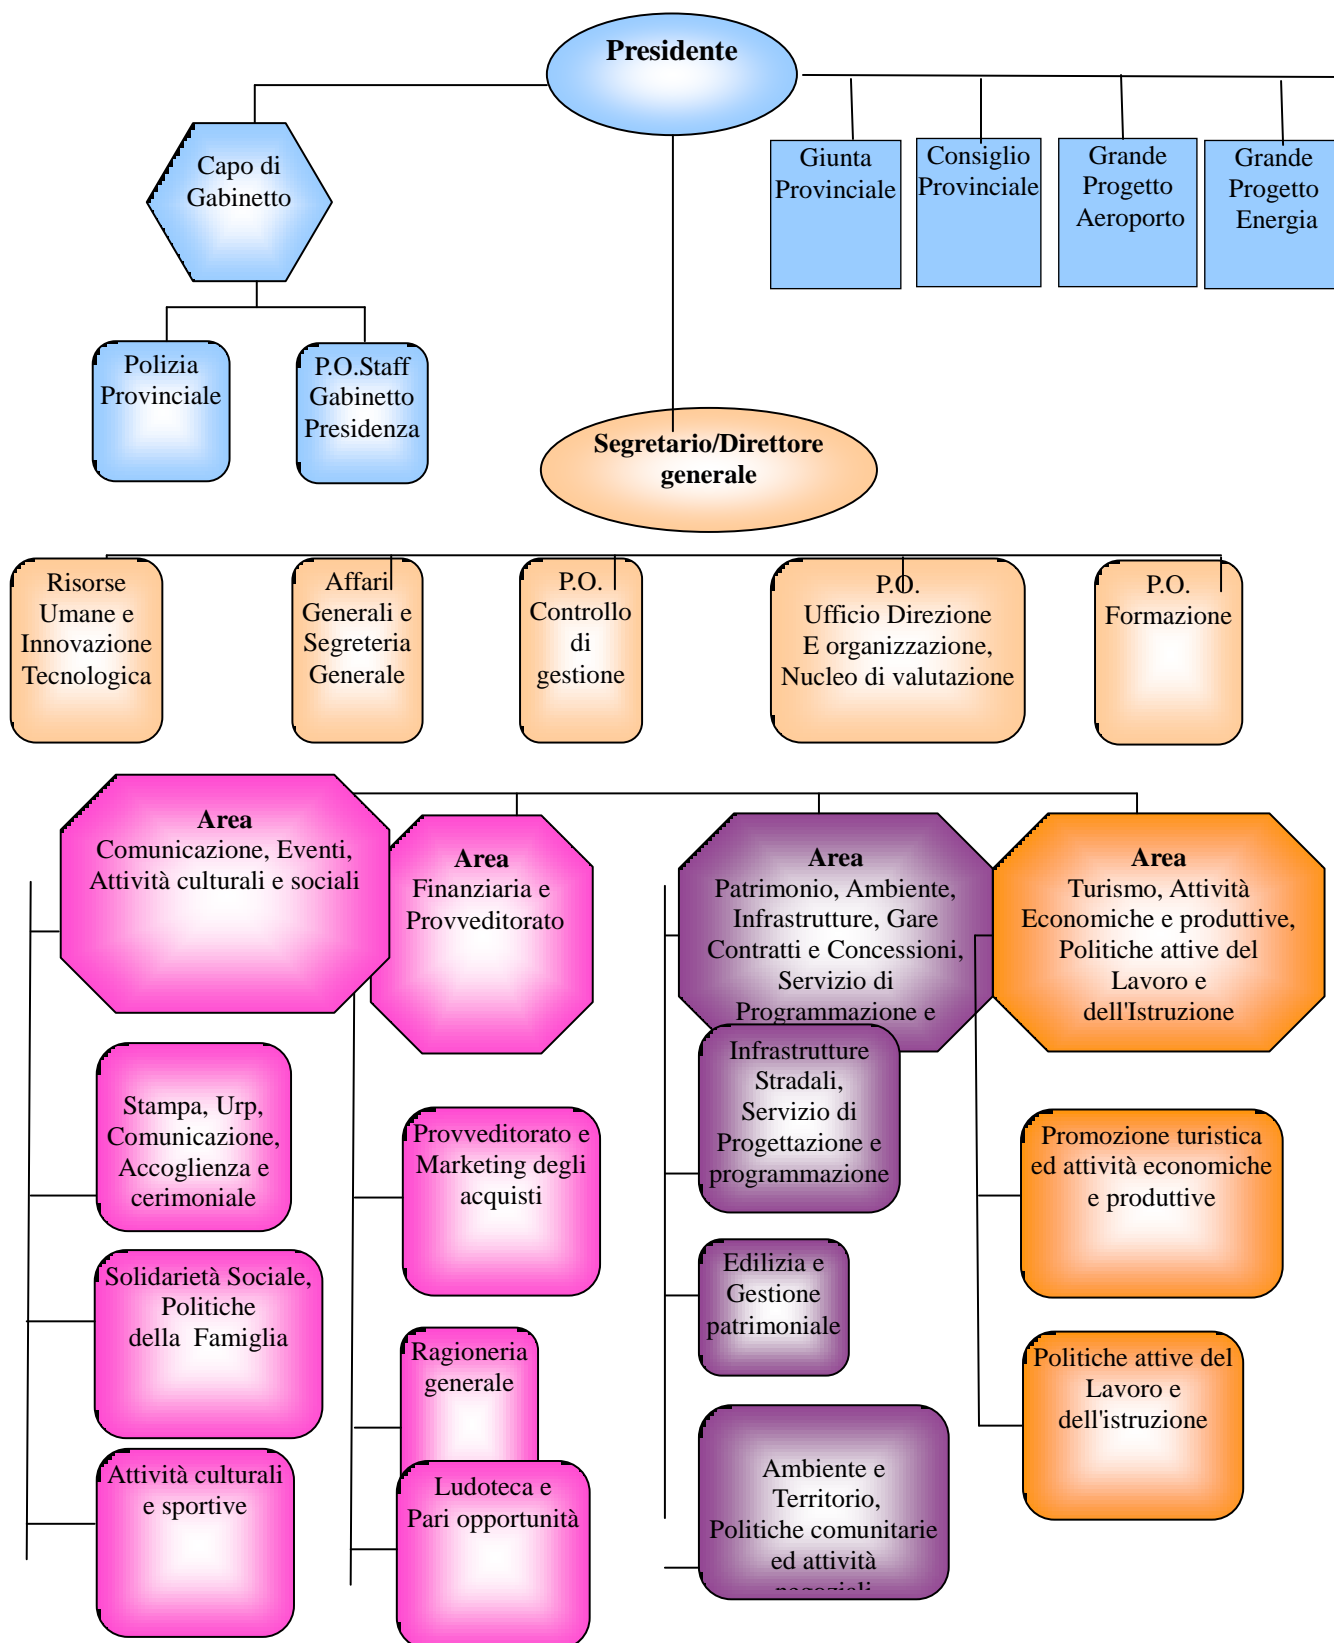 Presidente
Capo di
Gabinetto
Giunta
Provinciale
Consiglio
Provinciale
Grande
Progetto
Aeroporto
Grande
Progetto
Energia
Polizia
Provinciale
P.O.Staff
Gabinetto
Presidenza
Segretario/Direttore
generale
Risorse
Umane e
Innovazione
Tecnologica
Affari
Generali e
Segreteria
Generale
P.O.
Controllo
di
gestione
P.O.
Ufficio Direzione
E organizzazione,
Nucleo di valutazione
P.O.
Formazione
Area
Comunicazione, Eventi,
Attività culturali e sociali
Area
Finanziaria e
Provveditorato
Area
Patrimonio, Ambiente,
Infrastrutture, Gare
Contratti e Concessioni,
Servizio di
Programmazione e
Area
Turismo, Attività
Economiche e produttive,
Politiche attive del
Lavoro e
dell'Istruzione
Stampa, Urp,
Comunicazione,
Accoglienza e
cerimoniale
Solidarietà Sociale,
Politiche
della Famiglia
Attività culturali
e sportive
Provveditorato e
Marketing degli
acquisti
Ragioneria
generale
Ludoteca e
Pari opportunità
Infrastrutture
Stradali,
Servizio di
Progettazione e
programmazione
Edilizia e
Gestione
patrimoniale
Ambiente e
Territorio,
Politiche comunitarie
ed attività
negoziali
Promozione turistica
ed attività economiche
e produttive
Politiche attive del
Lavoro e
dell'istruzione